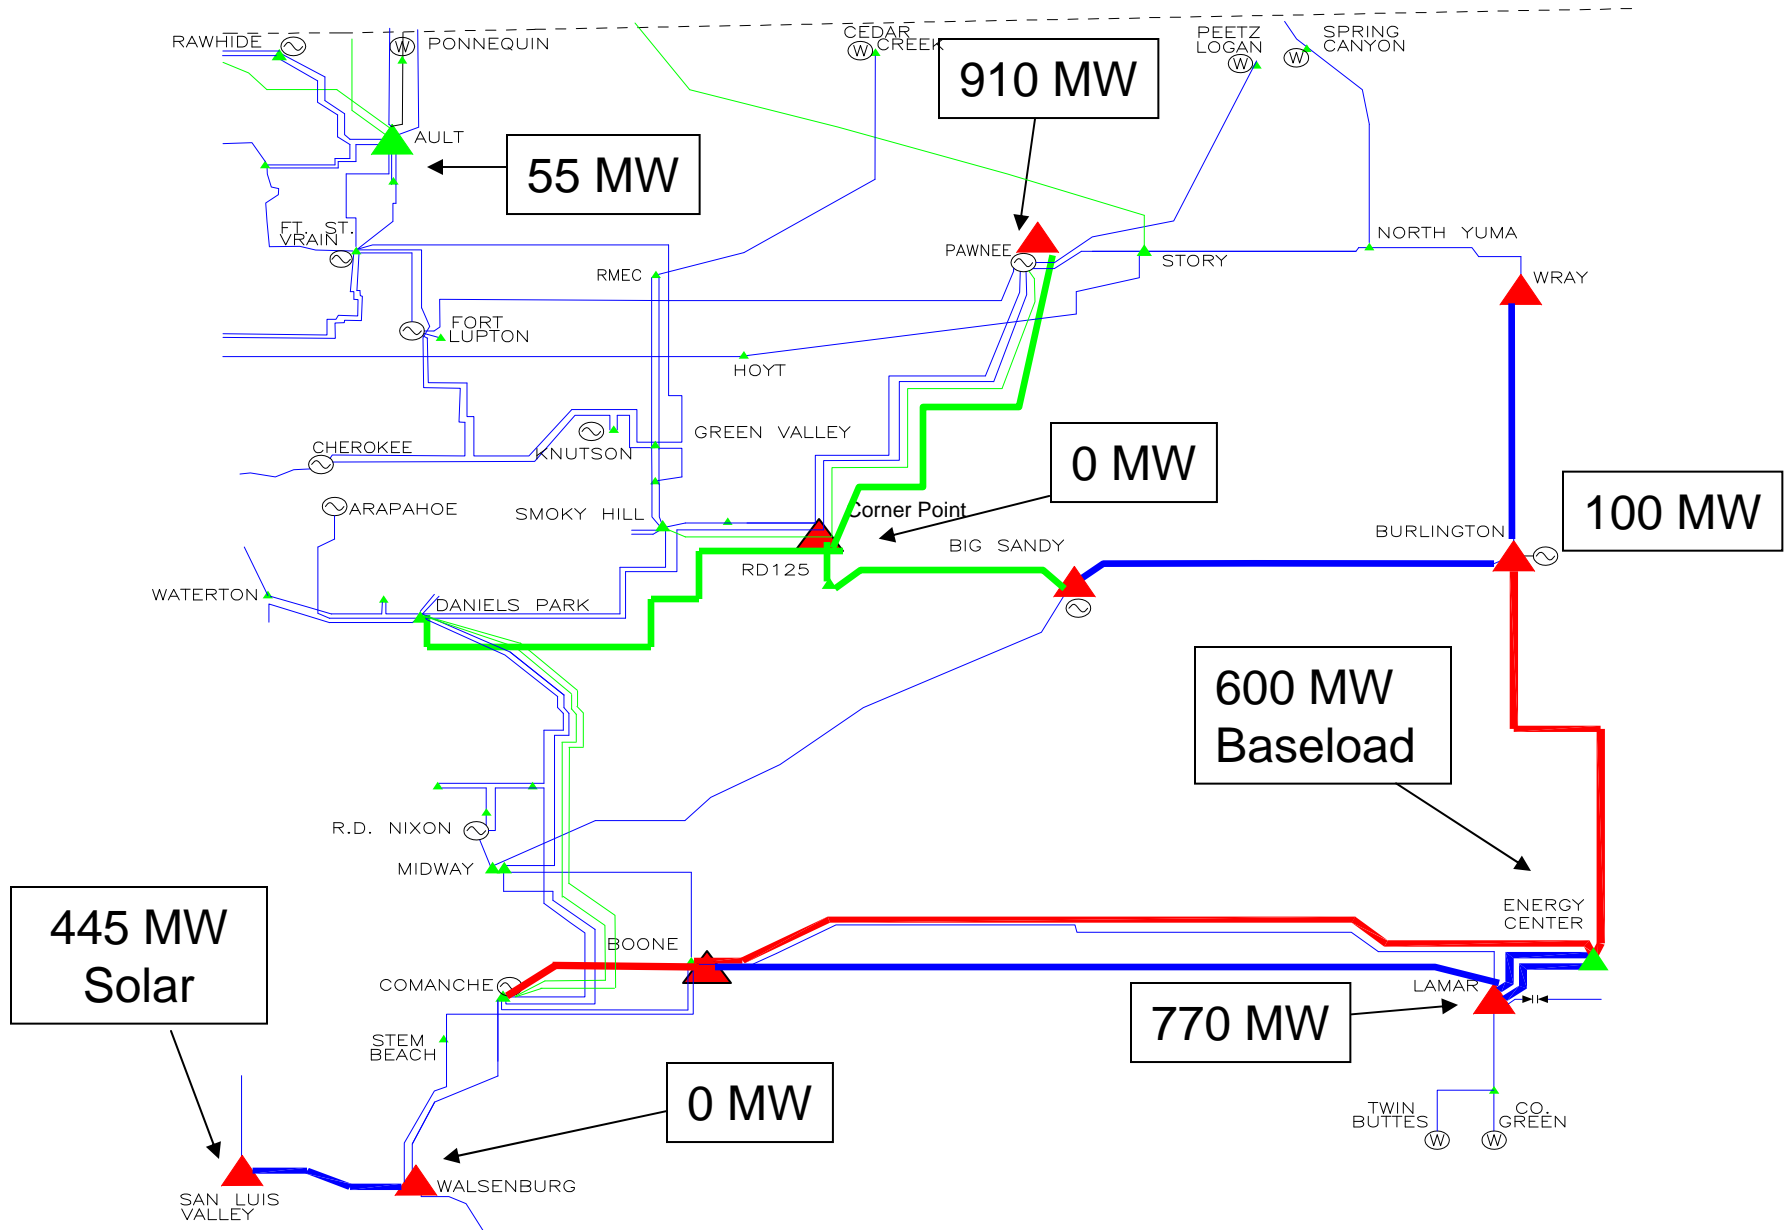 RAWHIDE
W
PONNEQUIN
CEDAR
W CREEK
PEETZ
LOGAN
W
SPRING
CANYON
W
910 MW
AULT
55 MW
FT. ST.
VRAIN
PAWNEE
NORTH YUMA
STORY
RMEC
WRAY
FORT
LUPTON
HOYT
GREEN VALLEY
CHEROKEE
KNUTSON
0 MW
ARAPAHOE
SMOKY HILL
Corner Point
BIG SANDY
BURLINGTON
100 MW
RD125
WATERTON
DANIELS PARK
600 MW
Baseload
R.D. NIXON
MIDWAY
445 MW
Solar
ENERGY
CENTER
BOONE
COMANCHE
LAMAR
770 MW
STEM
BEACH
0 MW
TWIN
BUTTES
CO.
GREEN
W
W
SAN LUIS
VALLEY
WALSENBURG